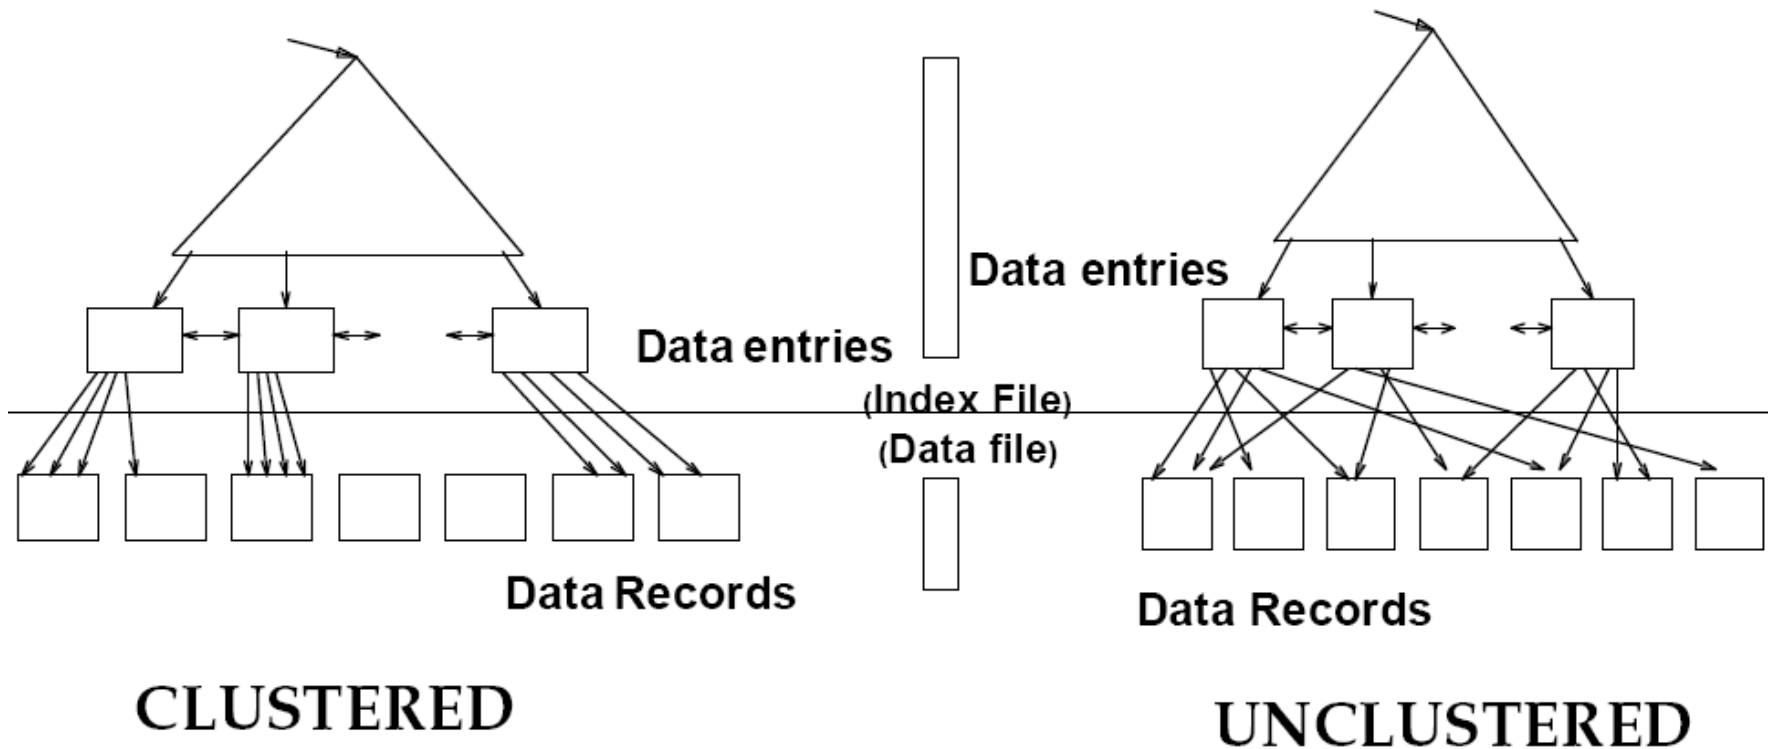 Data entries
Data entries
(Index File)
(Data file)
Data Records
Data Records
CLUSTERED
UNCLUSTERED